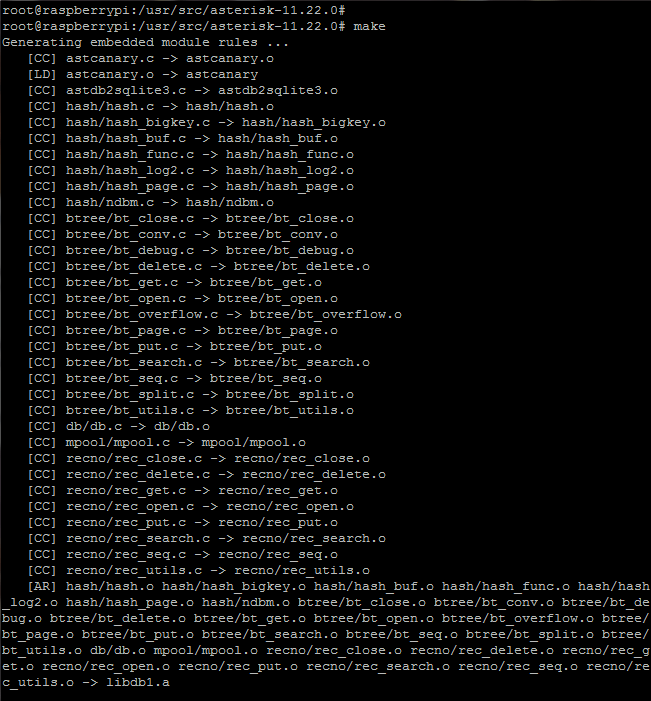 root@raspberrypi:/usr/src/asterisk-11.22.0#
root@raspberrypi:/usr/src/asterisk-11.22.0# make
Generating embedded module rules ...
   [CC] astcanary.c -> astcanary.o
   [LD] astcanary.o -> astcanary
   [CC] astdb2sqlite3.c -> astdb2sqlite3.o
   [CC] hash/hash.c -> hash/hash.o
   [CC] hash/hash_bigkey.c -> hash/hash_bigkey.o
   [CC] hash/hash_buf.c -> hash/hash_buf.o
   [CC] hash/hash_func.c -> hash/hash_func.o
   [CC] hash/hash_log2.c -> hash/hash_log2.o
   [CC] hash/hash_page.c -> hash/hash_page.o
   [CC] hash/ndbm.c -> hash/ndbm.o
   [CC] btree/bt_close.c -> btree/bt_close.o
   [CC] btree/bt_conv.c -> btree/bt_conv.o
   [CC] btree/bt_debug.c -> btree/bt_debug.o
   [CC] btree/bt_delete.c -> btree/bt_delete.o
   [CC] btree/bt_get.c -> btree/bt_get.o
   [CC] btree/bt_open.c -> btree/bt_open.o
   [CC] btree/bt_overflow.c -> btree/bt_overflow.o
   [CC] btree/bt_page.c -> btree/bt_page.o
   [CC] btree/bt_put.c -> btree/bt_put.o
   [CC] btree/bt_search.c -> btree/bt_search.o
   [CC] btree/bt_seq.c -> btree/bt_seq.o
   [CC] btree/bt_split.c -> btree/bt_split.o
   [CC] btree/bt_utils.c -> btree/bt_utils.o
   [CC] db/db.c -> db/db.o
   [CC] mpool/mpool.c -> mpool/mpool.o
   [CC] recno/rec_close.c -> recno/rec_close.o
   [CC] recno/rec_delete.c -> recno/rec_delete.o
   [CC] recno/rec_get.c -> recno/rec_get.o
   [CC] recno/rec_open.c -> recno/rec_open.o
   [CC] recno/rec_put.c -> recno/rec_put.o
   [CC] recno/rec_search.c -> recno/rec_search.o
   [CC] recno/rec_seq.c -> recno/rec_seq.o
   [CC] recno/rec_utils.c -> recno/rec_utils.o
   [AR] hash/hash.o hash/hash_bigkey.o hash/hash_buf.o hash/hash_func.o hash/hash
_log2.o hash/hash_page.o hash/ndbm.o btree/bt_close.o btree/bt_conv.o btree/bt_de
bug.o btree/bt_delete.o btree/bt_get.o btree/bt_open.o btree/bt_overflow.o btree/
bt_page.o btree/bt_put.o btree/bt_search.o btree/bt_seq.o btree/bt_split.o btree/
bt_utils.o db/db.o mpool/mpool.o recno/rec_close.o recno/rec_delete.o recno/rec_g
et.o recno/rec_open.o recno/rec_put.o recno/rec_search.o recno/rec_seq.o recno/re
c_utils.o -> libdb1.a